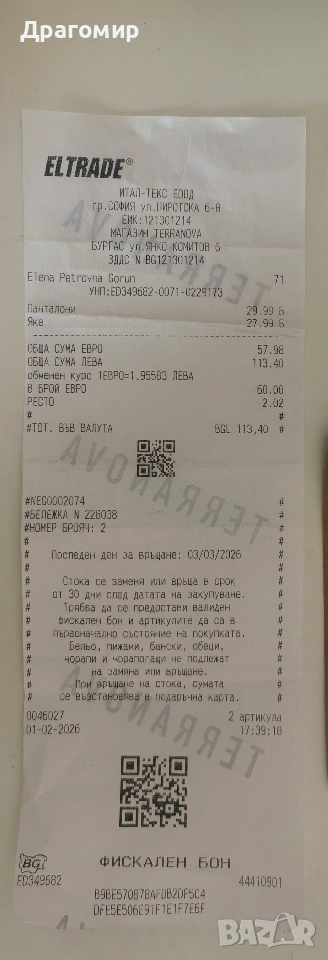 Драгомир
ELTRADE®
ИТАЛ-ТЕКС ЕООД
гр.СОФИЯ ул.ПИРОТСКА 6-8
ЕИК:121301214
МАГАЗИН TERRANOVA
БУРГАС ул.ЯНКО КОМИТОВ 6
ЗДДС N BG121301214
Elena Petrovna Gorun 71
УНП:ED349682-0071-0229173
Панталони 29.99 Б
Яке 27.99 Б
ОБЩА СУМА ЕВРО 57.98
ОБЩА СУМА ЛЕВА 113.40
обменен курс 1ЕВРО=1.95583 ЛЕВА
В БРОЙ ЕВРО 60.00
РЕСТО 2.02
# #
#ТОТ. ВЪВ ВАЛУТА BGL 113,40 #
TERRANOVA
#NEG0002074 #
#БЕЛЕЖКА N 228038 #
#НОМЕР БРОЯЧ: 2 #
# #
# Последен ден за връщане: 03/03/2026 #
# #
# Стока се заменя или връща в срок #
# от 30 дни след датата на закупуване. #
# Трябва да се предостави валиден #
# фискален бон и артикулите да са в #
# първоначално състояние на покупката. #
# Бельо, пижами, бански, обеци, #
# чорапи и чорапогащи не подлежат #
# на замяна или връщане. #
# При връщане на стока, сумата #
# се възстановява в подаръчна карта. #
0046027 2 артикула
01-02-2026 17:39:18
TERRANOVA
BG ФИСКАЛЕН БОН
ED349682 44410901
BAZAR.BG